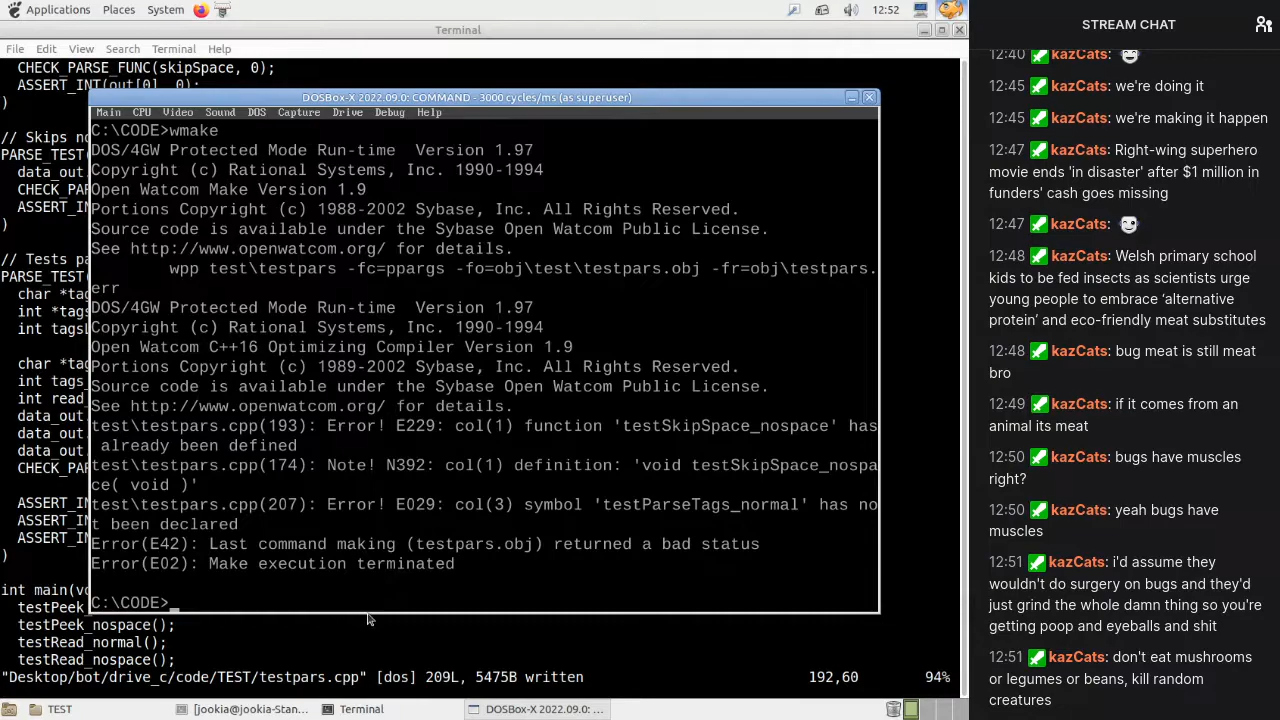 Applications Places System 12:52
Terminal
File Edit View Search Terminal Help
CHECK_PARSE_FUNC(skipSpace, 0);
ASSERT_INT(out[0], 0);
)
// Skips no
PARSE_TEST(
data_out.
CHECK_P
ASSERT_IN
)
// Tests pa
PARSE_TEST(
char *tag
int *tags
int tagsL
char *tag
int tags_
int read_
data_out.
data_out.
data_out.
CHECK_PAR
ASSERT_IN
ASSERT_IN
ASSERT_IN
)
int main(vo
testPeek_
testPeek_nospace();
testRead_normal();
testRead_nospace();
"Desktop/bot/drive_c/code/TEST/testpars.cpp" [dos] 209L, 5475B written 192,60 94%
DOSBox-X 2022.09.0: COMMAND - 3000 cycles/ms (as superuser)
Main CPU Video Sound DOS Capture Drive Debug Help
C:\CODE>wmake
DOS/4GW Protected Mode Run-time Version 1.97
Copyright (c) Rational Systems, Inc. 1990-1994
Open Watcom Make Version 1.9
Portions Copyright (c) 1988-2002 Sybase, Inc. All Rights Reserved.
Source code is available under the Sybase Open Watcom Public License.
See http://www.openwatcom.org/ for details.
wpp test\testpars -fc=ppargs -fo=obj\test\testpars.obj -fr=obj\testpars.
err
DOS/4GW Protected Mode Run-time Version 1.97
Copyright (c) Rational Systems, Inc. 1990-1994
Open Watcom C++16 Optimizing Compiler Version 1.9
Portions Copyright (c) 1989-2002 Sybase, Inc. All Rights Reserved.
Source code is available under the Sybase Open Watcom Public License.
See http://www.openwatcom.org/ for details.
test\testpars.cpp(193): Error! E229: col(1) function 'testSkipSpace_nospace' has
already been defined
test\testpars.cpp(174): Note! N392: col(1) definition: 'void testSkipSpace_nospa
ce( void )'
test\testpars.cpp(207): Error! E029: col(3) symbol 'testParseTags_normal' has no
t been declared
Error(E42): Last command making (testpars.obj) returned a bad status
Error(E02): Make execution terminated
C:\CODE>_
TEST [jookia@jookia-Stan... Terminal DOSBox-X 2022.09.0: ...
STREAM CHAT
12:40 kazCats:
12:45 kazCats: we're doing it
12:45 kazCats: we're making it happen
12:47 kazCats: Right-wing superhero
movie ends 'in disaster' after $1 million in
funders' cash goes missing
12:47 kazCats:
12:48 kazCats: Welsh primary school
kids to be fed insects as scientists urge
young people to embrace ‘alternative
protein’ and eco-friendly meat substitutes
12:48 kazCats: bug meat is still meat
bro
12:49 kazCats: if it comes from an
animal its meat
12:50 kazCats: bugs have muscles
right?
12:50 kazCats: yeah bugs have
muscles
12:51 kazCats: i'd assume they
wouldn't do surgery on bugs and they'd
just grind the whole damn thing so you're
getting poop and eyeballs and shit
12:51 kazCats: don't eat mushrooms
or legumes or beans, kill random
creatures